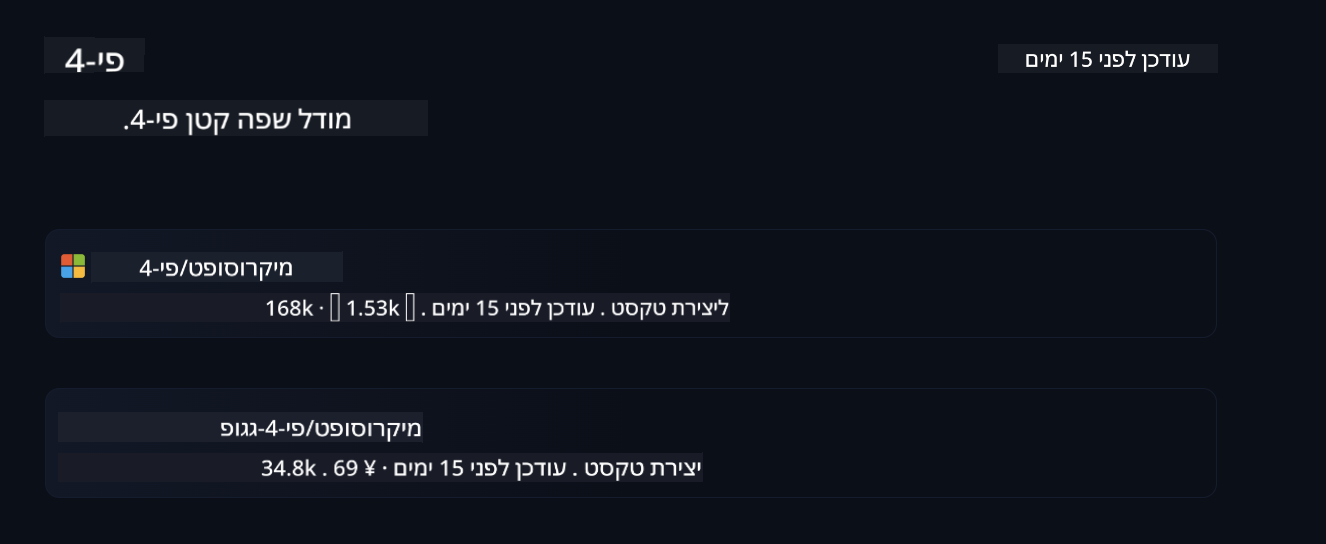 פי-4
עודכן לפני 15 ימים
מודל שפה קטן פי-4.
מיקרוסופט/פי-4
ליצירת טקסט . עודכן לפני 15 ימים . 1.53k · 168k
מיקרוסופט/פי-4-גגופ
יצירת טקסט . עודכן לפני 15 ימים · ¥ 69 . 34.8k